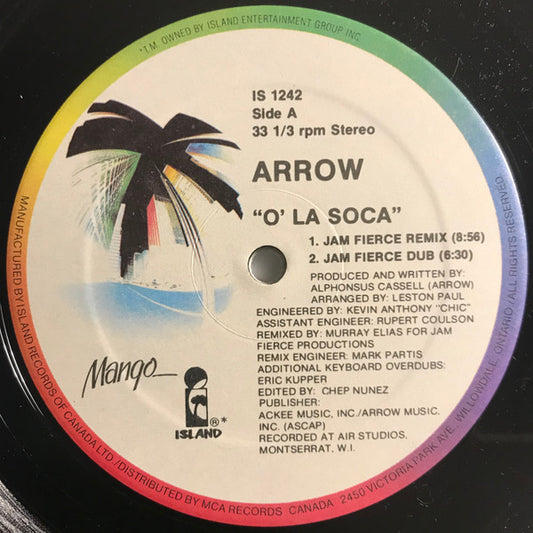 *T.M. OWNED BY ISLAND ENTERTAINMENT GROUP INC.
IS 1242
Side A
33 1/3 rpm Stereo
ARROW
"O' LA SOCA"
1. JAM FIERCE REMIX (8:56)
2. JAM FIERCE DUB (6:30)
PRODUCED AND WRITTEN BY:
ALPHONSUS CASSELL (ARROW)
ARRANGED BY: LESTON PAUL
ENGINEERED BY: KEVIN ANTHONY "CHIC"
ASSISTANT ENGINEER: RUPERT COULSON
REMIXED BY: MURRAY ELIAS FOR JAM
FIERCE PRODUCTIONS
REMIX ENGINEER: MARK PARTIS
ADDITIONAL KEYBOARD OVERDUBS:
ERIC KUPPER
EDITED BY: CHEP NUNEZ
PUBLISHER:
ACKEE MUSIC, INC./ARROW MUSIC,
INC. (ASCAP)
RECORDED AT AIR STUDIOS,
MONTSERRAT, W.I.
Mango
ISLAND ®*
MANUFACTURED BY ISLAND RECORDS OF CANADA LTD./DISTRIBUTED BY MCA RECORDS CANADA 2450 VICTORIA PARK AVE. WILLOWDALE, ONTARIO/ALL RIGHTS RESERVED.